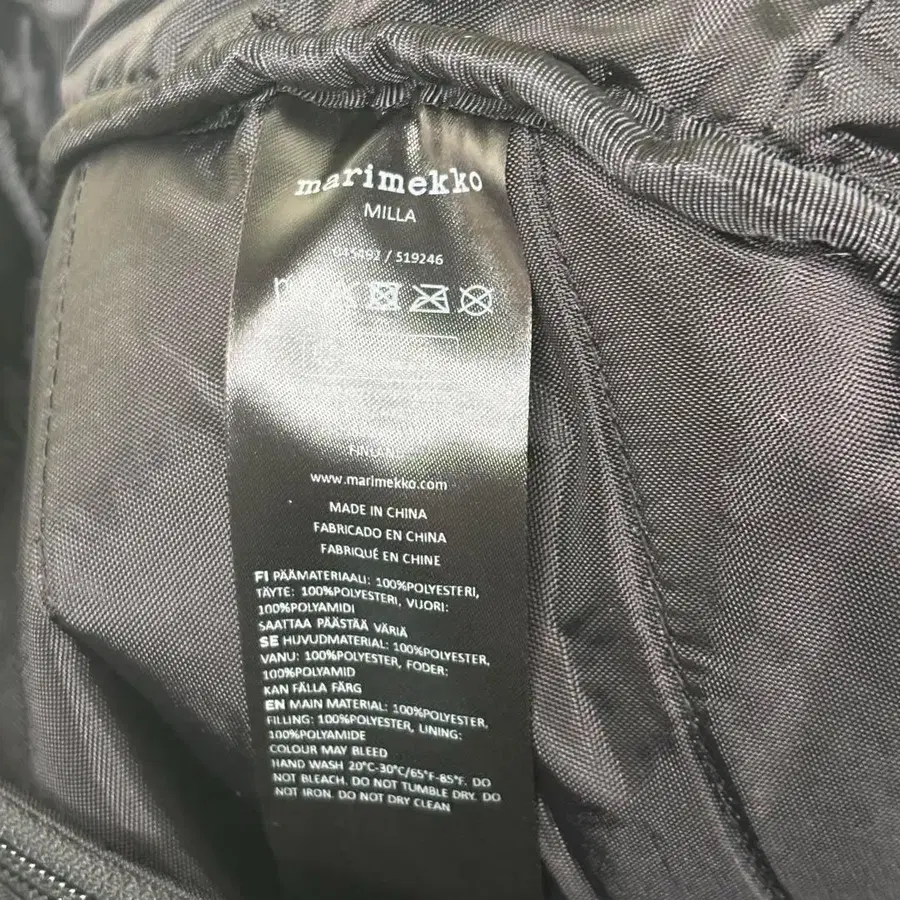 marimekko
MILLA
/ 519246
www.marimekko.com
MADE IN CHINA
FABRICADO EN CHINA
FABRIQUÉ EN CHINE
FI PÄÄMATERIAALI: 100%POLYESTERI,
TÄYTE: 100%POLYESTERI, VUORI:
100%POLYAMIDI
SAATTAA PÄÄSTÄÄ VÄRIÄ
SE HUVUDMATERIAL: 100%POLYESTER,
VANU: 100%POLYESTER, FODER:
100%POLYAMID
KAN FÄLLA FÄRG
EN MAIN MATERIAL: 100%POLYESTER,
FILLING: 100%POLYESTER, LINING:
100%POLYAMIDE
COLOUR MAY BLEED
HAND WASH 20°C-30°C/65°F-85°F. DO
NOT BLEACH. DO NOT TUMBLE DRY. DO
NOT IRON. DO NOT DRY CLEAN